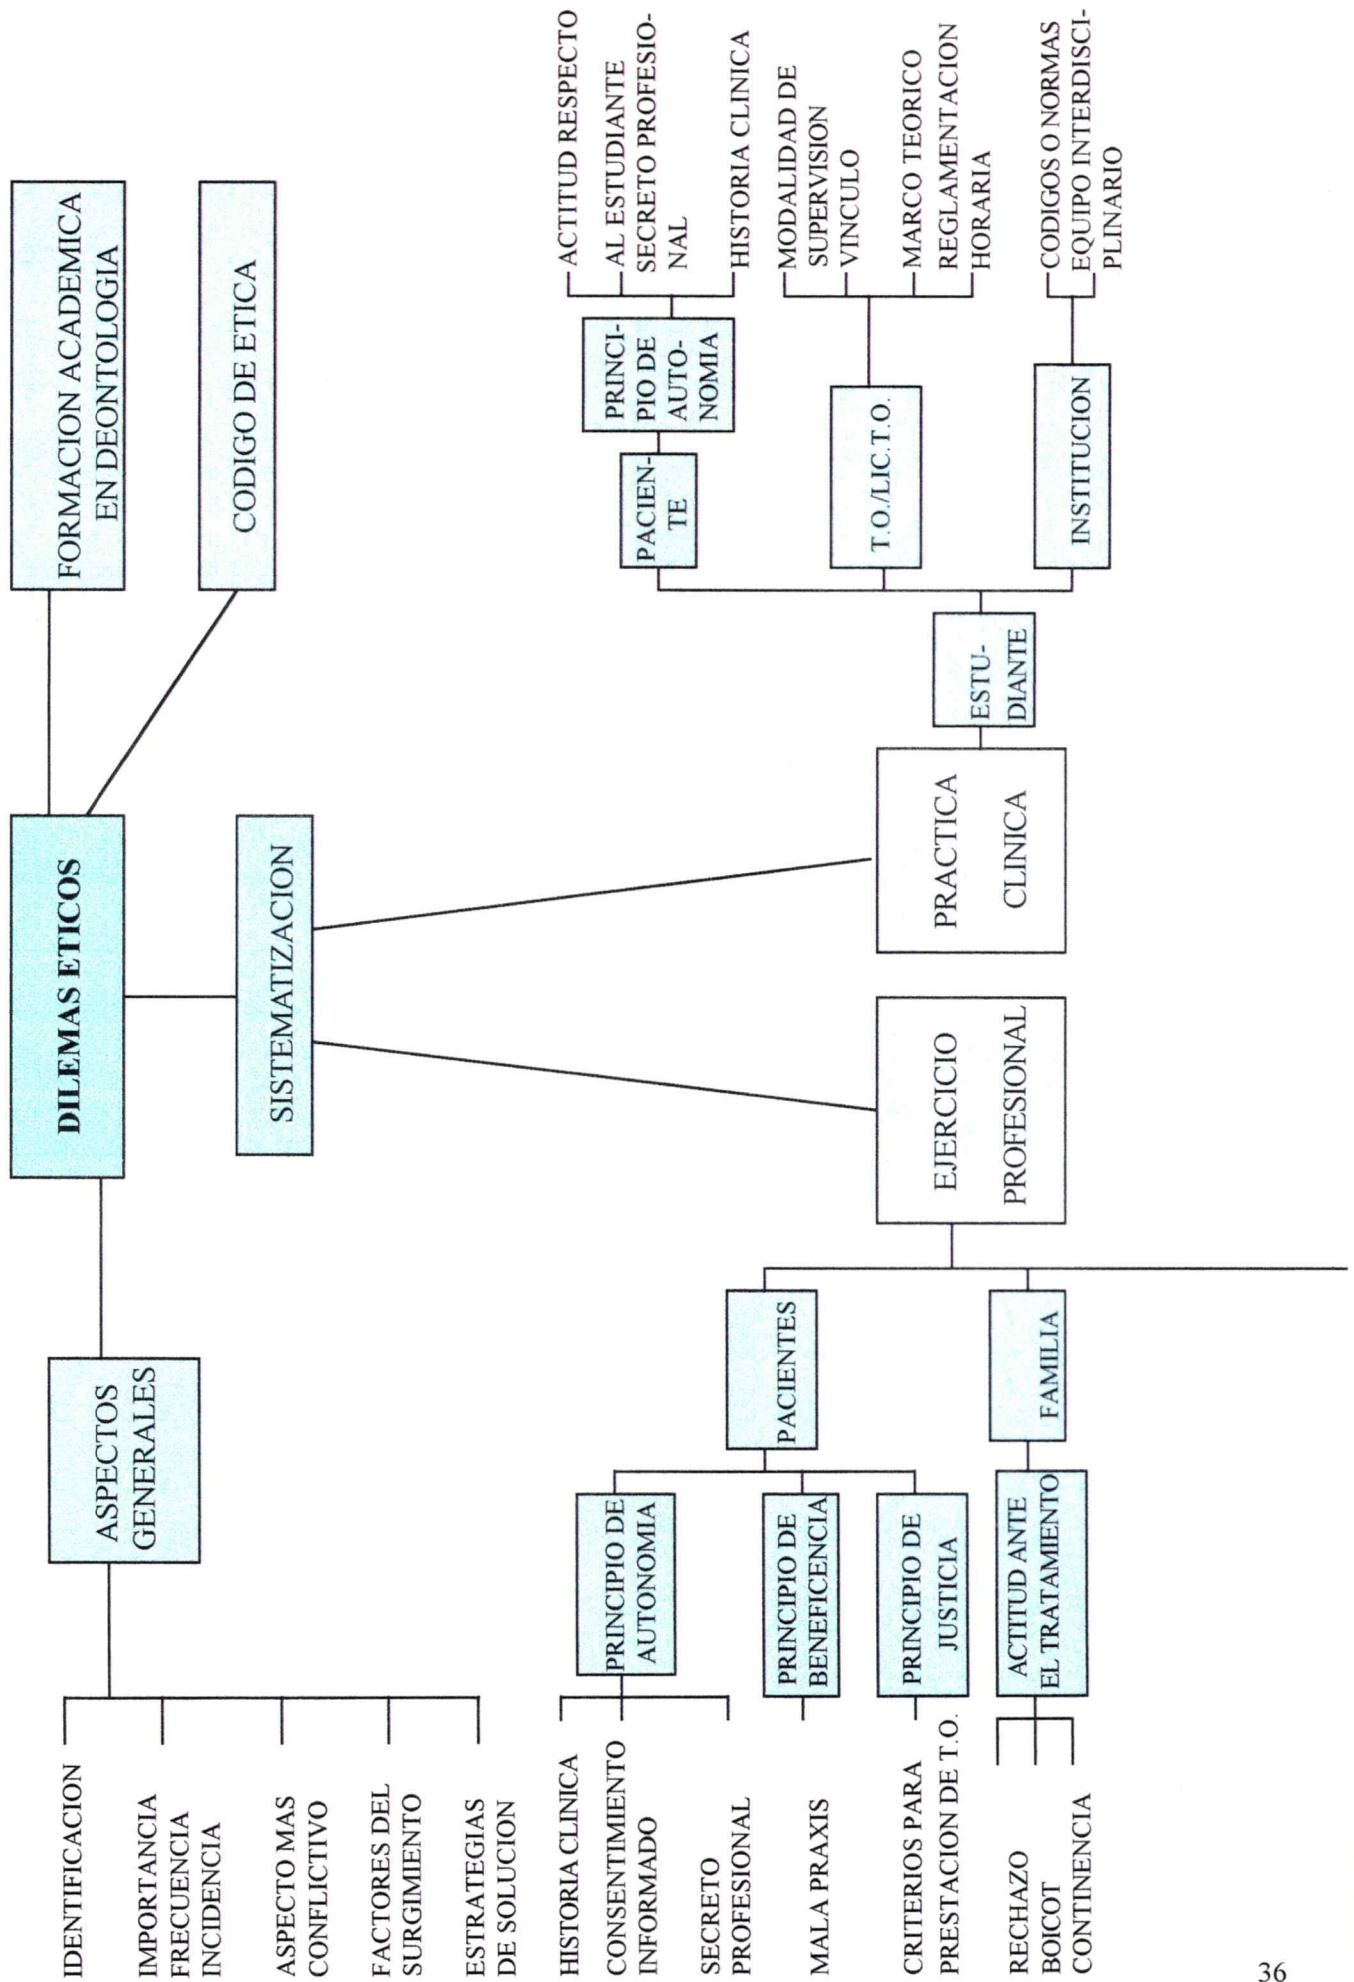 DILEMAS ETICOS
FORMACION ACADEMICA
EN DEONTOLOGIA
CODIGO DE ETICA
ASPECTOS
GENERALES
IDENTIFICACION
IMPORTANCIA
FRECUENCIA
INCIDENCIA
ASPECTO MAS
CONFLICTIVO
FACTORES DEL
SURGIMIENTO
ESTRATEGIAS
DE SOLUCION
SISTEMATIZACION
EJERCICIO
PROFESIONAL
PACIENTES
PRINCIPIO DE
AUTONOMIA
HISTORIA CLINICA
CONSENTIMIENTO
INFORMADO
SECRETO
PROFESIONAL
PRINCIPIO DE
BENEFICENCIA
MALA PRAXIS
PRINCIPIO DE
JUSTICIA
CRITERIOS PARA
PRESTACION DE T.O.
FAMILIA
ACTITUD ANTE
EL TRATAMIENTO
RECHAZO
BOICOT
CONTINENCIA
PRACTICA
CLINICA
ESTU-
DIANTE
PACIEN-
TE
PRINCI-
PIO DE
AUTO-
NOMIA
ACTITUD RESPECTO
AL ESTUDIANTE
SECRETO PROFESIO-
NAL
HISTORIA CLINICA
T.O./LIC.T.O.
MODALIDAD DE
SUPERVISION
VINCULO
MARCO TEORICO
REGLAMENTACION
HORARIA
INSTITUCION
CODIGOS O NORMAS
EQUIPO INTERDISCI-
PLINARIO
36